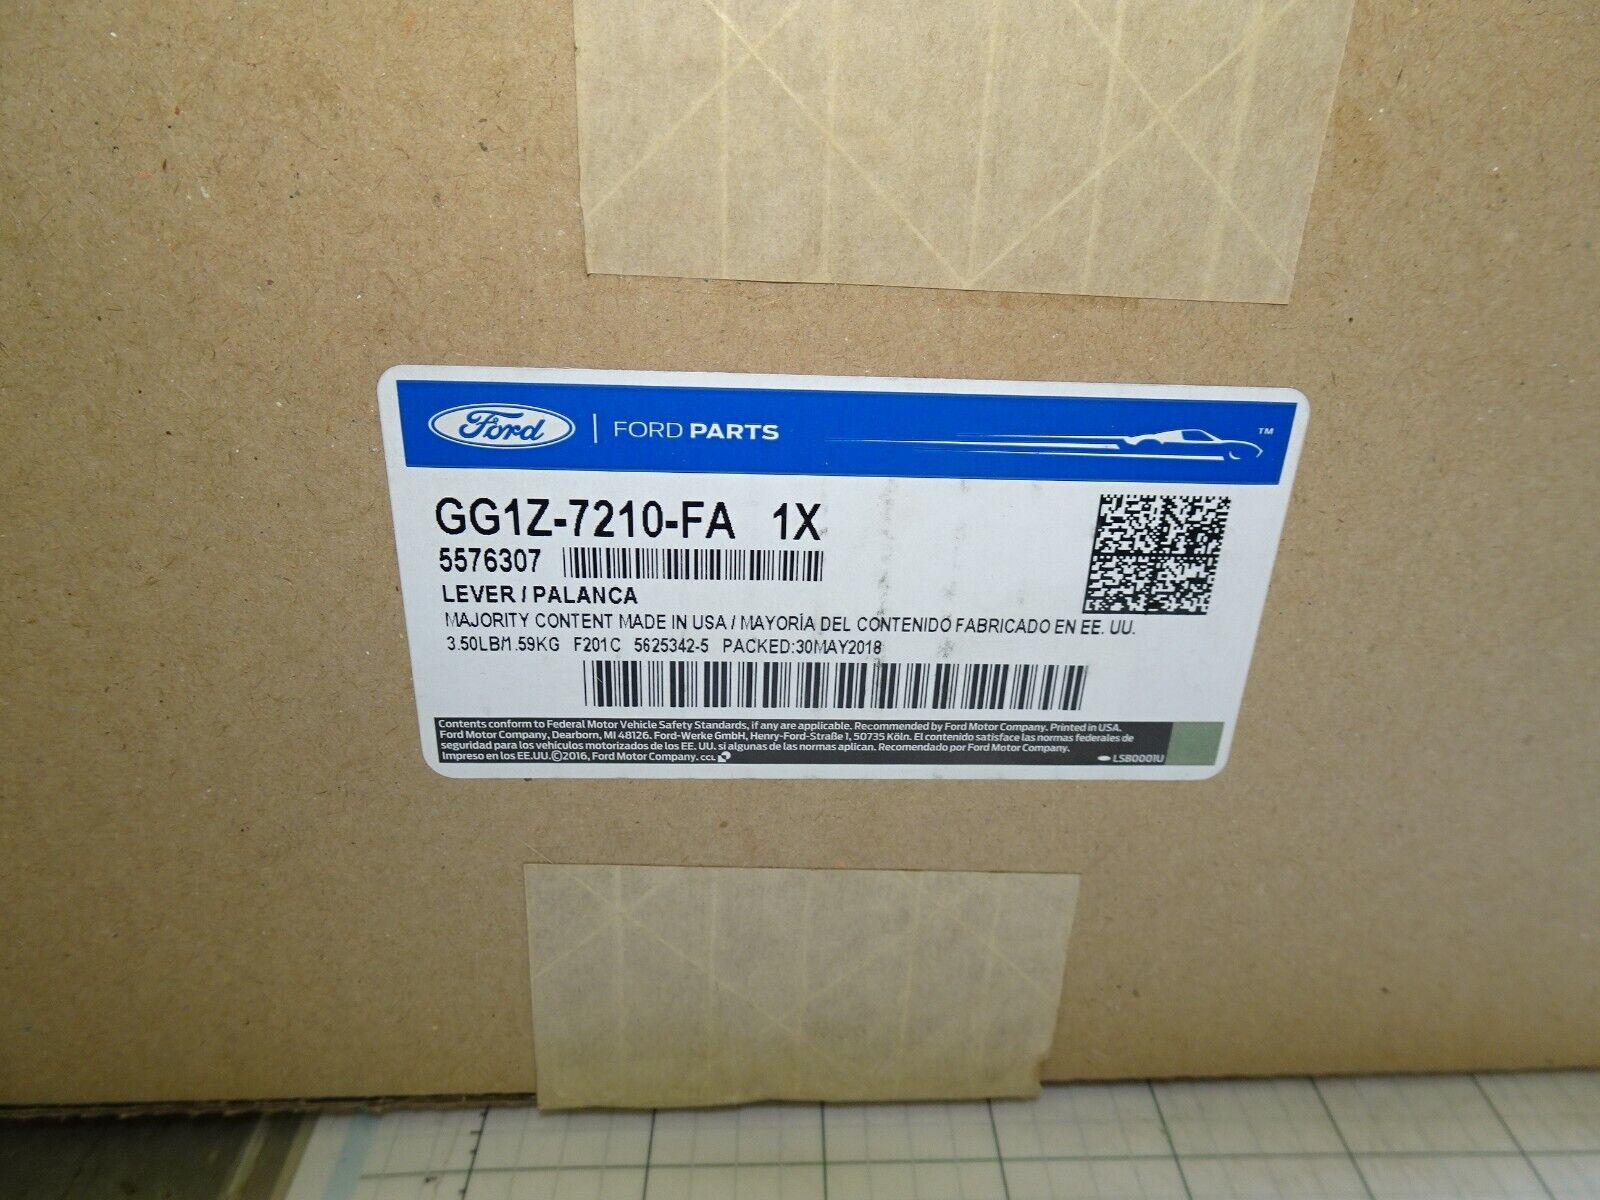 Ford | FORD PARTS ™
GG1Z-7210-FA 1X
5576307
LEVER / PALANCA
MAJORITY CONTENT MADE IN USA / MAYORÍA DEL CONTENIDO FABRICADO EN EE. UU.
3.50LB/1.59KG F201C 5625342-5 PACKED:30MAY2018
Contents conform to Federal Motor Vehicle Safety Standards, if any are applicable. Recommended by Ford Motor Company. Printed in USA.
Ford Motor Company, Dearborn, MI 48126. Ford-Werke GmbH, Henry-Ford-Straße 1, 50735 Köln. El contenido satisface las normas federales de
seguridad para los vehículos motorizados de los EE. UU. si algunas de las normas aplican. Recomendado por Ford Motor Company.
Impreso en los EE.UU.©2016, Ford Motor Company. CCL
LSB0001U